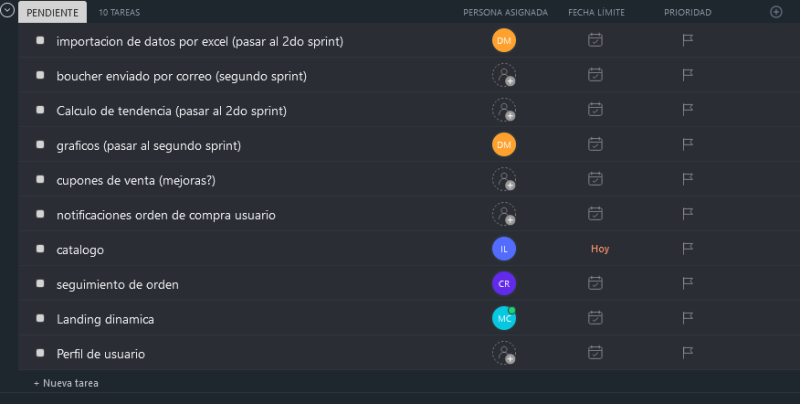 PENDIENTE 10 TAREAS PERSONA ASIGNADA FECHA LÍMITE PRIORIDAD
importacion de datos por excel (pasar al 2do sprint) DM
boucher enviado por correo (segundo sprint)
Calculo de tendencia (pasar al 2do sprint)
graficos (pasar al segundo sprint) DM
cupones de venta (mejoras?)
notificaciones orden de compra usuario
catalogo IL Hoy
seguimiento de orden CR
Landing dinamica MC
Perfil de usuario
+ Nueva tarea